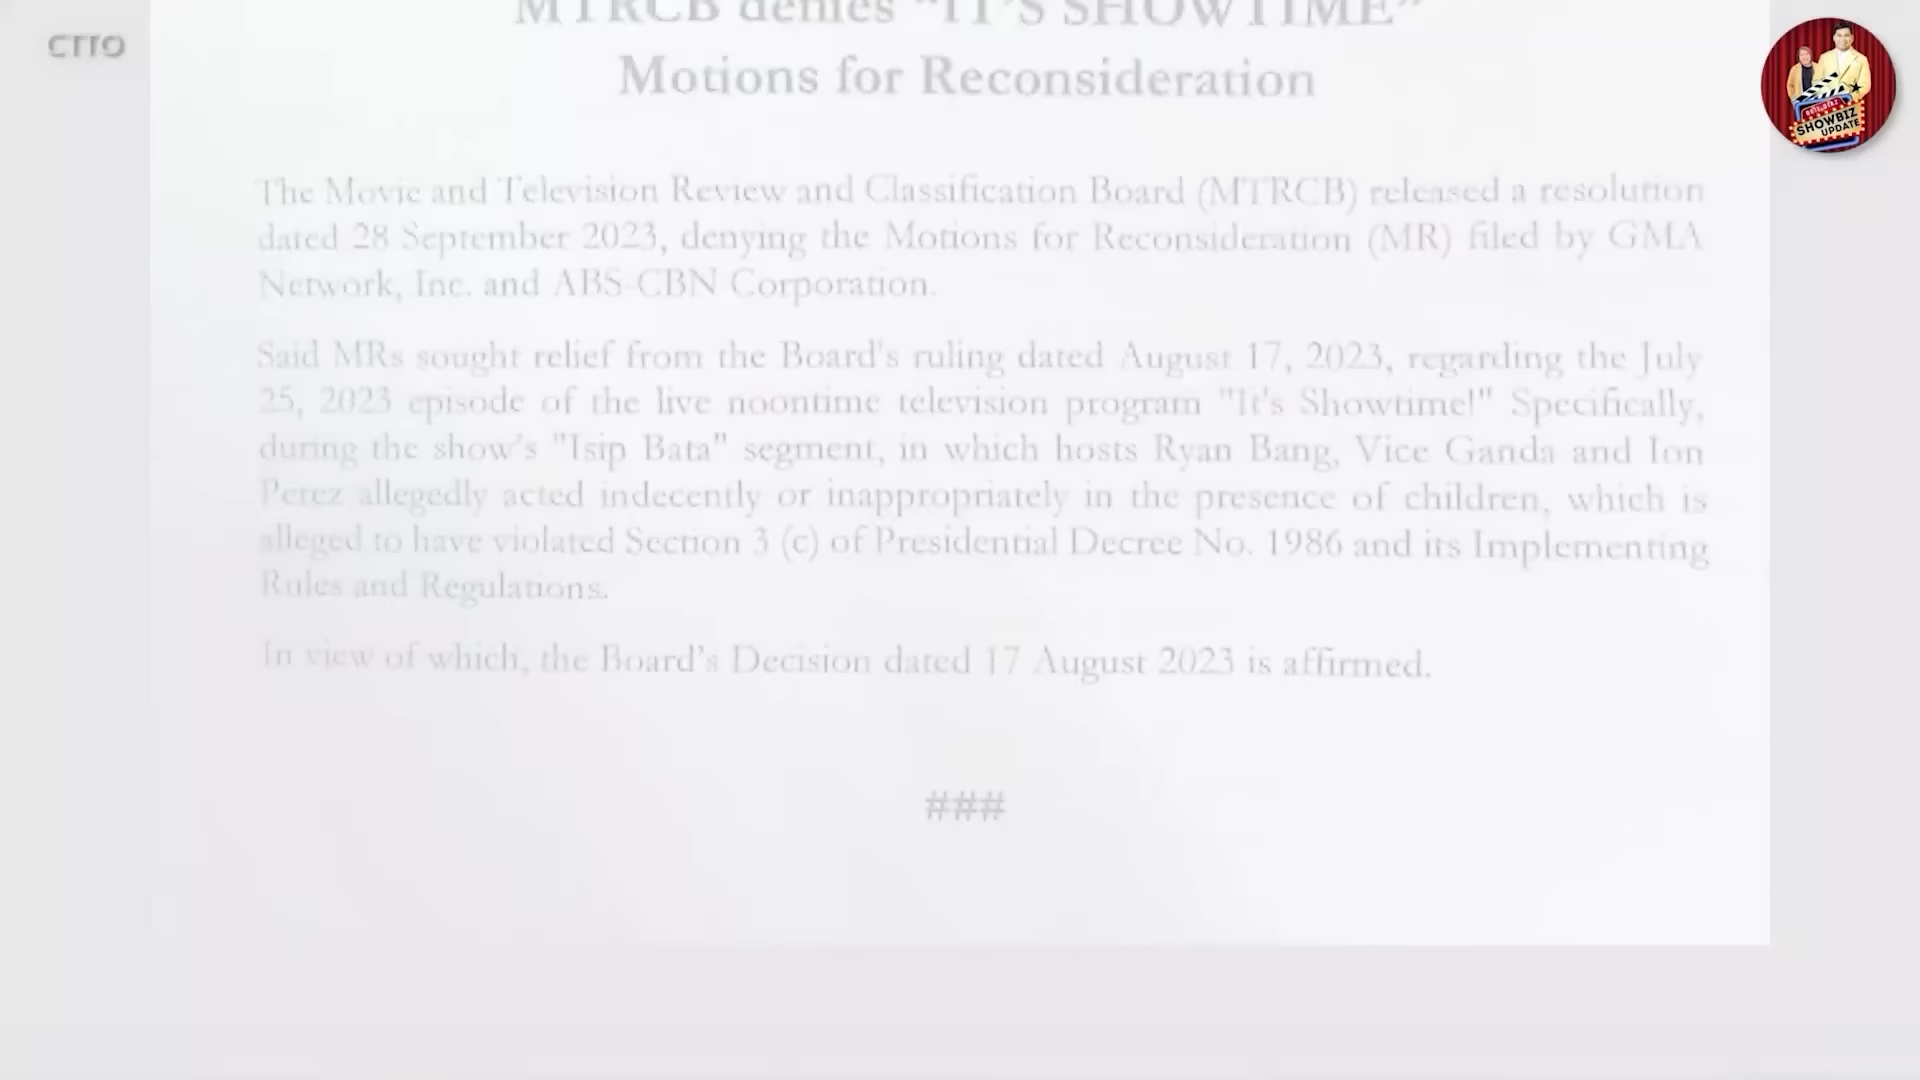 MTRCB denies "IT'S SHOWTIME"
CTTO
Motions for Reconsideration
SHOWBIZ
UPDATE
The Movie and Television Review and Classification Board (MTRCB) released a resolution
dated 28 September 2023, denying the Motions for Reconsideration (MR) filed by GMA
Network, Inc. and ABS-CBN Corporation.
Said MRs sought relief from the Board's ruling dated August 17, 2023, regarding the July
25, 2023 episode of the live noontime television program "It's Showtime!" Specifically,
during the show's "Isip Bata" segment, in which hosts Ryan Bang, Vice Ganda and Ion
Perez allegedly acted indecently or inappropriately in the presence of children, which is
alleged to have violated Section 3 (c) of Presidential Decree No. 1986 and its Implementing
Rules and Regulations.
In view of which, the Board's Decision dated 17 August 2023 is affirmed.
###